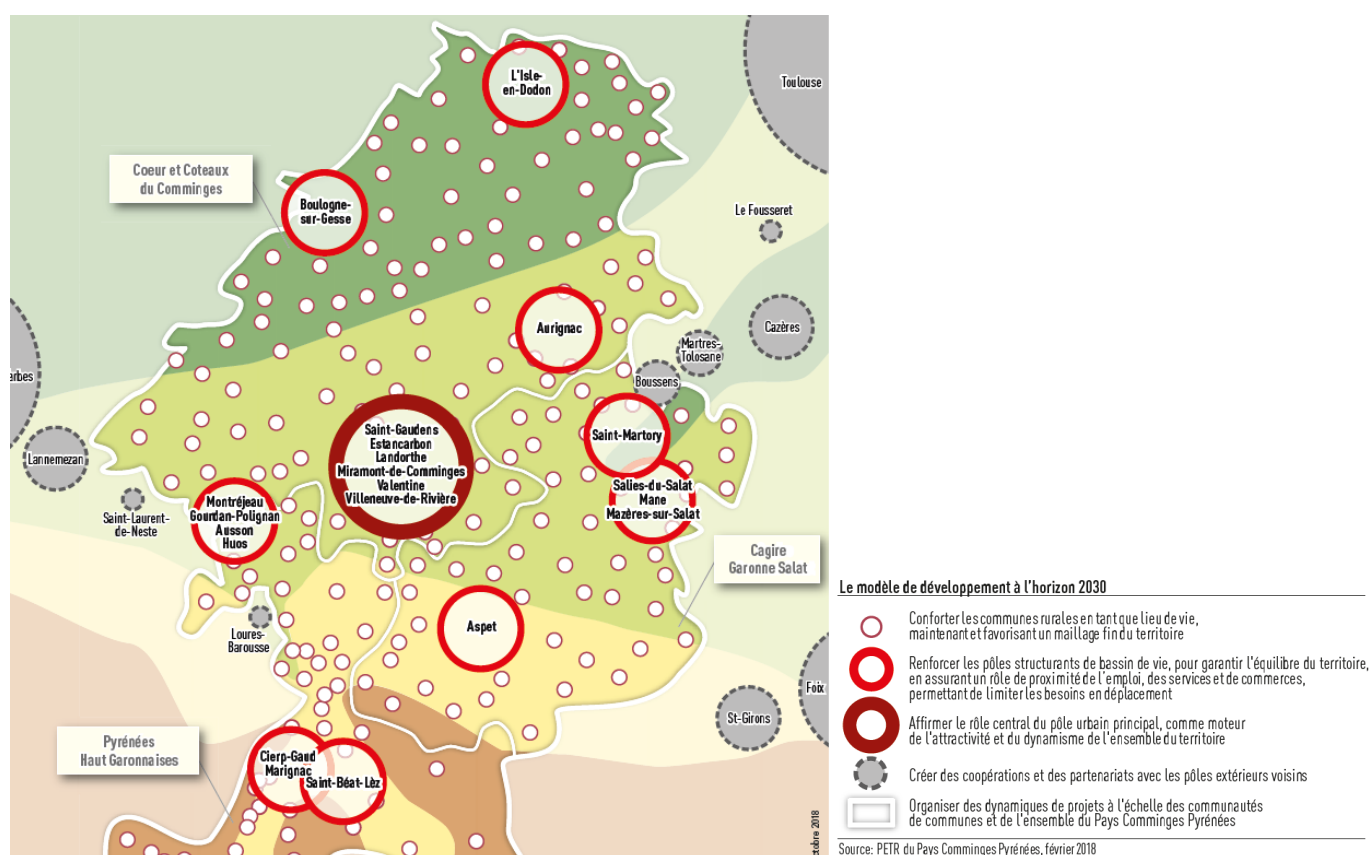 L'Isle-
en-Dodon
Toulouse
Coeur et Coteaux
du Comminges
Boulogne-
sur-Gesse
Le Fousseret
Aurignac
Cazères
Martres-
Tolosane
Boussens
arbes
Saint-Gaudens
Estancarbon
Landorthe
Miramont-de-Comminges
Valentine
Villeneuve-de-Rivière
Saint-Martory
Lannemezan
Salies-du-Salat
Mane
Mazères-sur-Salat
Montréjeau
Gourdan-Polignan
Ausson
Huos
Saint-Laurent-
de-Neste
Cagire
Garonne Salat
Loures-
Barousse
Aspet
Foix
St-Girons
Pyrénées
Haut Garonnaises
Cierp-Gaud
Marignac
Saint-Béat-Lèz
ctobre 2018
Le modèle de développement à l'horizon 2030
Conforter les communes rurales en tant que lieu de vie,
maintenant et favorisant un maillage fin du territoire
Renforcer les pôles structurants de bassin de vie, pour garantir l'équilibre du territoire,
en assurant un rôle de proximité de l'emploi, des services et de commerces,
permettant de limiter les besoins en déplacement
Affirmer le rôle central du pôle urbain principal, comme moteur
de l'attractivité et du dynamisme de l'ensemble du territoire
Créer des coopérations et des partenariats avec les pôles extérieurs voisins
Organiser des dynamiques de projets à l'échelle des communautés
de communes et de l'ensemble du Pays Comminges Pyrénées
Source: PETR du Pays Comminges Pyrénées, février 2018